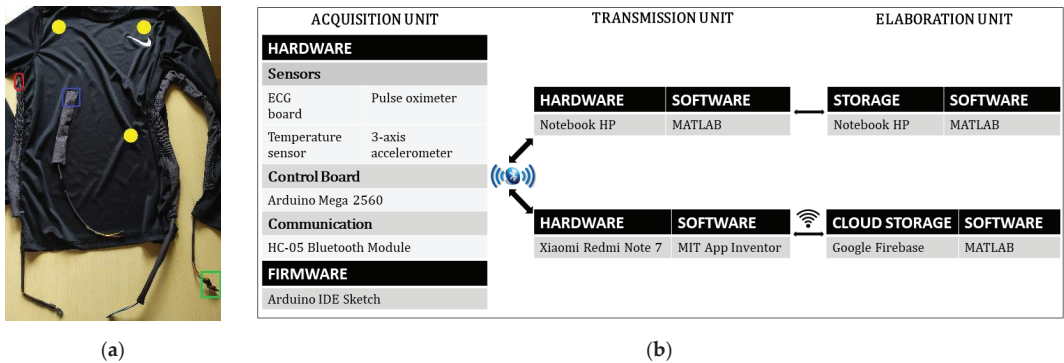 ACQUISITION UNIT
HARDWARE
Sensors
ECG board
Pulse oximeter
Temperature sensor
3-axis accelerometer
Control Board
Arduino Mega 2560
Communication
HC-05 Bluetooth Module
FIRMWARE
Arduino IDE Sketch
TRANSMISSION UNIT
HARDWARE SOFTWARE
Notebook HP MATLAB
HARDWARE SOFTWARE
Xiaomi Redmi Note 7 MIT App Inventor
ELABORATION UNIT
STORAGE SOFTWARE
Notebook HP MATLAB
CLOUD STORAGE SOFTWARE
Google Firebase MATLAB
(a)
(b)